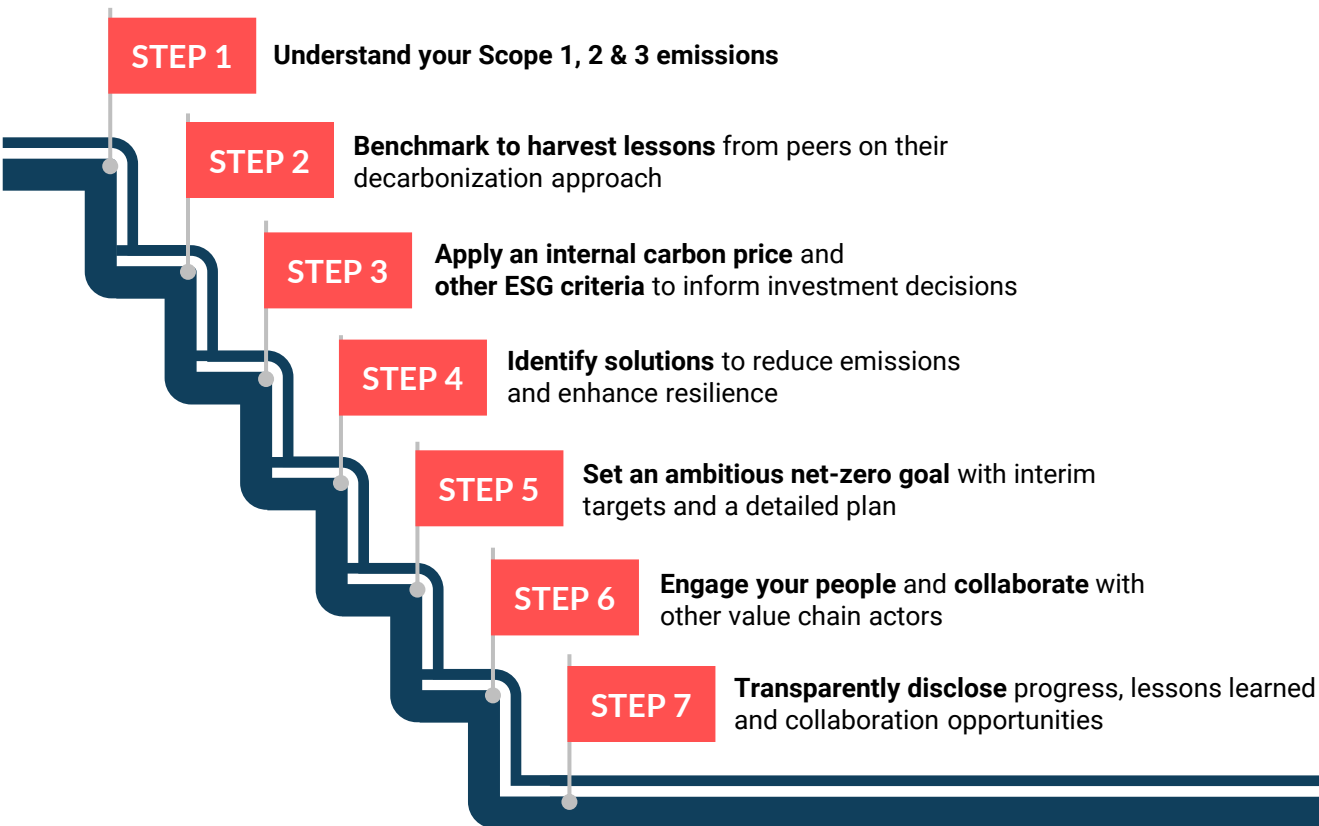 STEP 1
Understand your Scope 1, 2 & 3 emissions
STEP 2
Benchmark to harvest lessons from peers on their
decarbonization approach
STEP 3
Apply an internal carbon price and
other ESG criteria to inform investment decisions
STEP 4
Identify solutions to reduce emissions
and enhance resilience
STEP 5
Set an ambitious net-zero goal with interim
targets and a detailed plan
STEP 6
Engage your people and collaborate with
other value chain actors
STEP 7
Transparently disclose progress, lessons learned
and collaboration opportunities